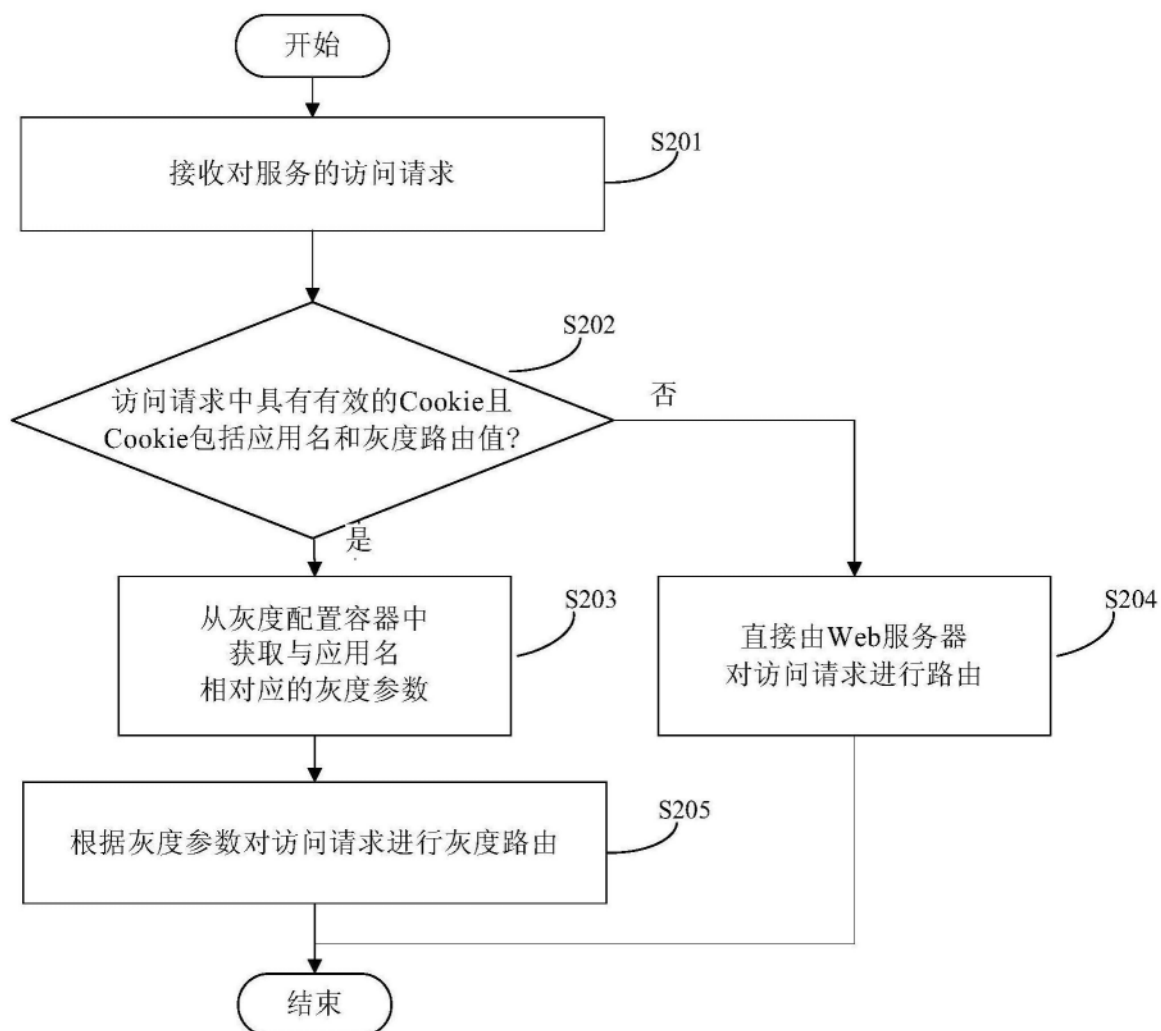 开始
接收对服务的访问请求
S201
S202
访问请求中具有有效的Cookie且
Cookie包括应用名和灰度路由值?
否
是
从灰度配置容器中
获取与应用名
相对应的灰度参数
S203
直接由Web服务器
对访问请求进行路由
S204
根据灰度参数对访问请求进行灰度路由
S205
结束